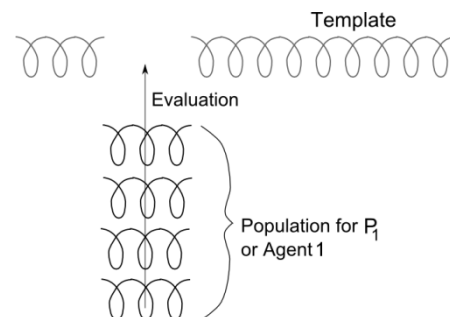 Template
Evaluation
Population for P1
or Agent 1